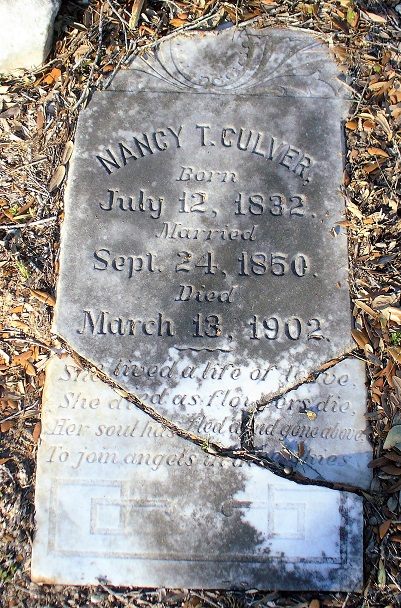 NANCY T. CULVER,
Born
July 12, 1832.
Married
Sept. 24, 1850.
Died
March 13, 1902.
She lived a life of love,
She died as flowers die,
Her soul has fled and gone above
To join angels in